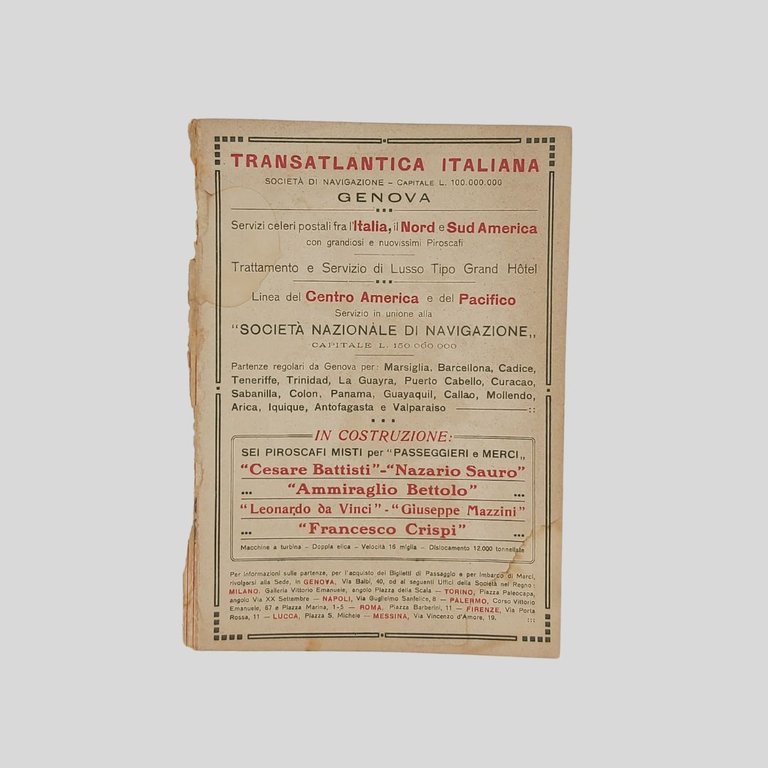 TRANSATLANTICA ITALIANA
SOCIETÀ DI NAVIGAZIONE - CAPITALE L. 100.000.000
GENOVA
Servizi celeri postali fra l'Italia, il Nord e Sud America
con grandiosi e nuovissimi Piroscafi
Trattamento e Servizio di Lusso Tipo Grand Hôtel
Linea del Centro America e del Pacifico
Servizio in unione alla
"SOCIETÀ NAZIONALE DI NAVIGAZIONE„
CAPITALE L. 150.000.000
Partenze regolari da Genova per: Marsiglia, Barcellona, Cadice,
Teneriffe, Trinidad, La Guayra, Puerto Cabello, Curacao,
Sabanilla, Colon, Panama, Guayaquil, Callao, Mollendo,
Arica, Iquique, Antofagasta e Valparaiso
IN COSTRUZIONE:
SEI PIROSCAFI MISTI per "PASSEGGIERI e MERCI„
"Cesare Battisti"-"Nazario Sauro"
"Ammiraglio Bettolo"
"Leonardo da Vinci" - "Giuseppe Mazzini"
"Francesco Crispi"
Macchine a turbina - Doppia elica - Velocità 16 miglia - Dislocamento 12.000 tonnellate
Per informazioni sulle partenze, per l'acquisto dei Biglietti di Passaggio e per Imbarco di Merci,
rivolgersi alla Sede, in GENOVA, Via Balbi, 40, od ai seguenti Uffici della Società nel Regno:
MILANO, Galleria Vittorio Emanuele, angolo Piazza della Scala — TORINO, Piazza Paleocapa,
angolo Via XX Settembre — NAPOLI, Via Guglielmo Sanfelice, 8 — PALERMO, Corso Vittorio
Emanuele, 67 e Piazza Marina, 1-5 — ROMA, Piazza Barberini, 11 — FIRENZE, Via Porta
Rossa, 11 — LUCCA, Piazza S. Michele — MESSINA, Via Vincenzo d'Amore, 19.